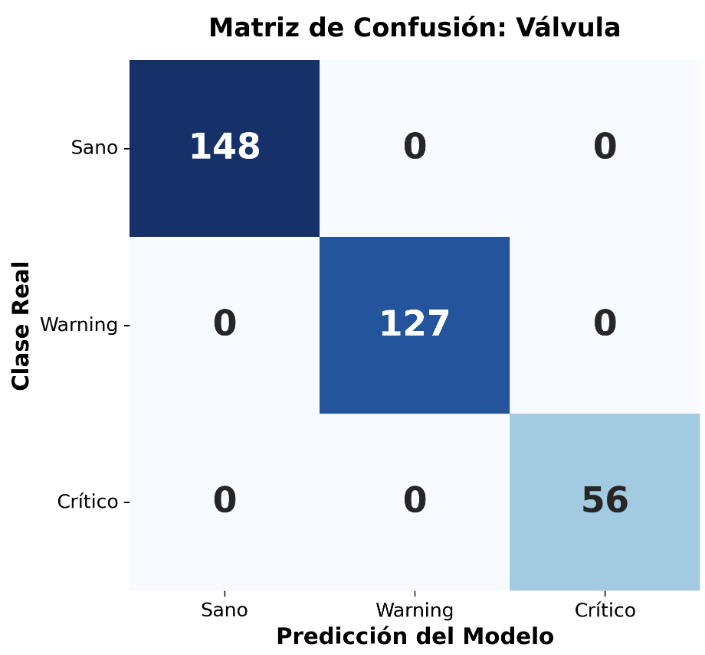 Matriz de Confusión: Válvula
Clase Real
Sano 148 0 0
Warning 0 127 0
Crítico 0 0 56
Sano Warning Crítico
Predicción del Modelo